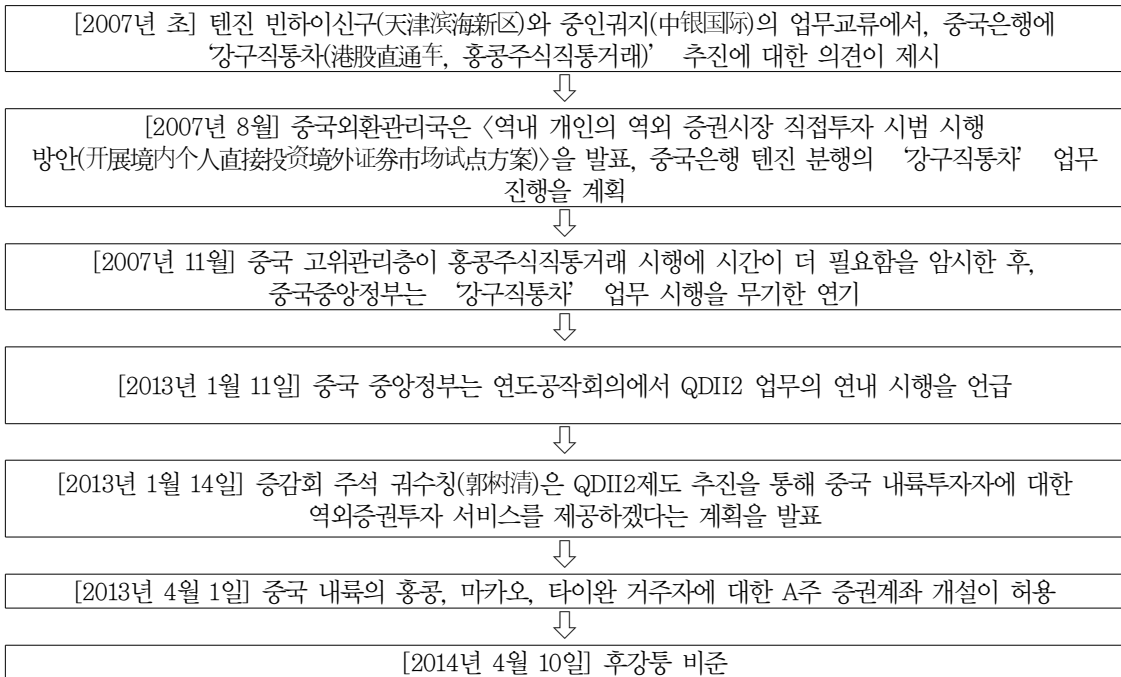 [2007년 초] 텐진 빈하이신구(天津滨海新区)와 중인궈지(中银国际)의 업무교류에서, 중국은행에
‘강구직통차(港股直通车, 홍콩주식직통거래)’ 추진에 대한 의견이 제시
⇩
[2007년 8월] 중국외환관리국은 〈역내 개인의 역외 증권시장 직접투자 시범 시행
방안(开展境内个人直接投资境外证券市场试点方案)〉을 발표, 중국은행 텐진 분행의 ‘강구직통차’ 업무
진행을 계획
⇩
[2007년 11월] 중국 고위관리층이 홍콩주식직통거래 시행에 시간이 더 필요함을 암시한 후,
중국중앙정부는 ‘강구직통차’ 업무 시행을 무기한 연기
⇩
[2013년 1월 11일] 중국 중앙정부는 연도공작회의에서 QDII2 업무의 연내 시행을 언급
⇩
[2013년 1월 14일] 증감회 주석 궈수칭(郭树清)은 QDII2제도 추진을 통해 중국 내륙투자자에 대한
역외증권투자 서비스를 제공하겠다는 계획을 발표
⇩
[2013년 4월 1일] 중국 내륙의 홍콩, 마카오, 타이완 거주자에 대한 A주 증권계좌 개설이 허용
⇩
[2014년 4월 10일] 후강퉁 비준